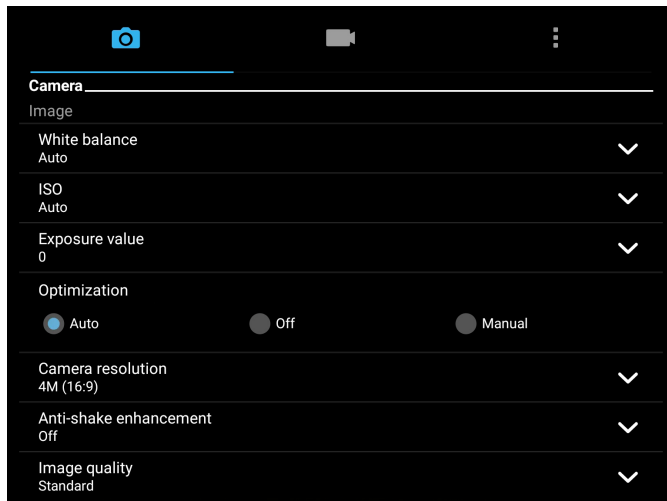 Camera
Image
White balance
Auto
ISO
Auto
Exposure value
0
Optimization
Auto Off Manual
Camera resolution
4M (16:9)
Anti-shake enhancement
Off
Image quality
Standard